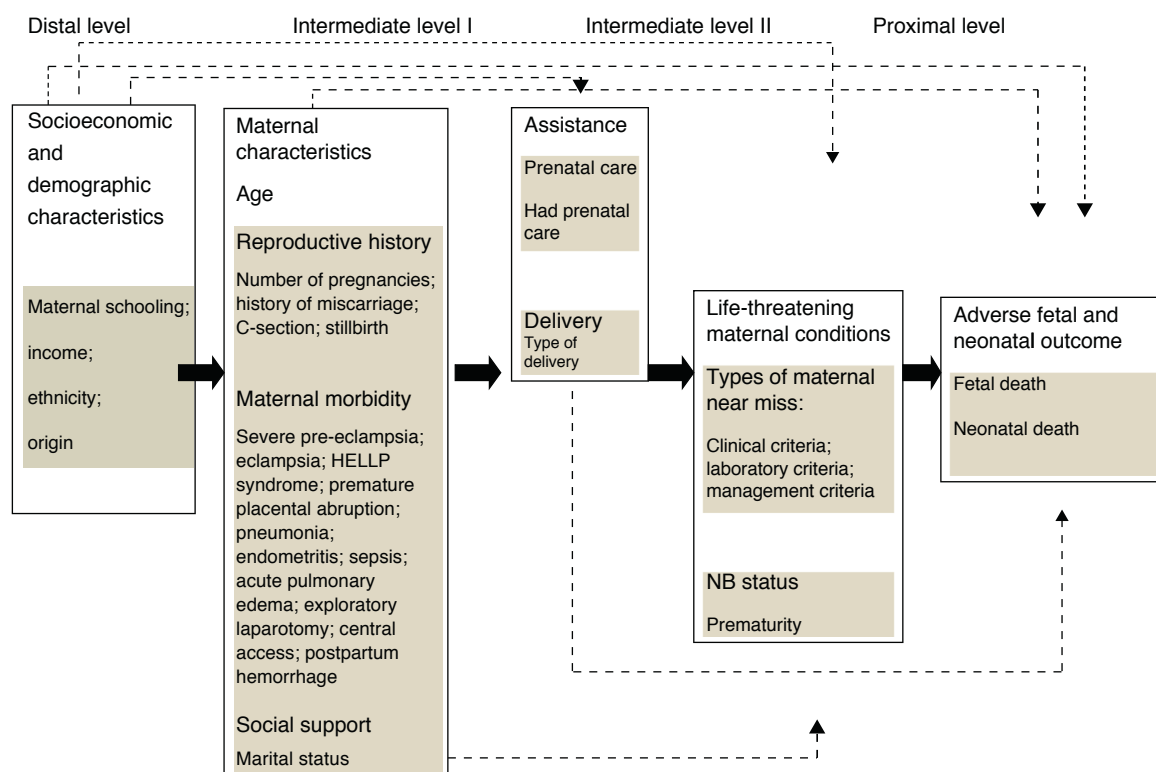 Distal level
Intermediate level I
Intermediate level II
Proximal level
Socioeconomic
and
demographic
characteristics
Maternal schooling;
income;
ethnicity;
origin
Maternal
characteristics
Age
Reproductive history
Number of pregnancies;
history of miscarriage;
C-section; stillbirth
Maternal morbidity
Severe pre-eclampsia;
eclampsia; HELLP
syndrome; premature
placental abruption;
pneumonia;
endometritis; sepsis;
acute pulmonary
edema; exploratory
laparotomy; central
access; postpartum
hemorrhage
Social support
Marital status
Assistance
Prenatal care
Had prenatal
care
Delivery
Type of
delivery
Life-threatening
maternal conditions
Types of maternal
near miss:
Clinical criteria;
laboratory criteria;
management criteria
NB status
Prematurity
Adverse fetal and
neonatal outcome
Fetal death
Neonatal death